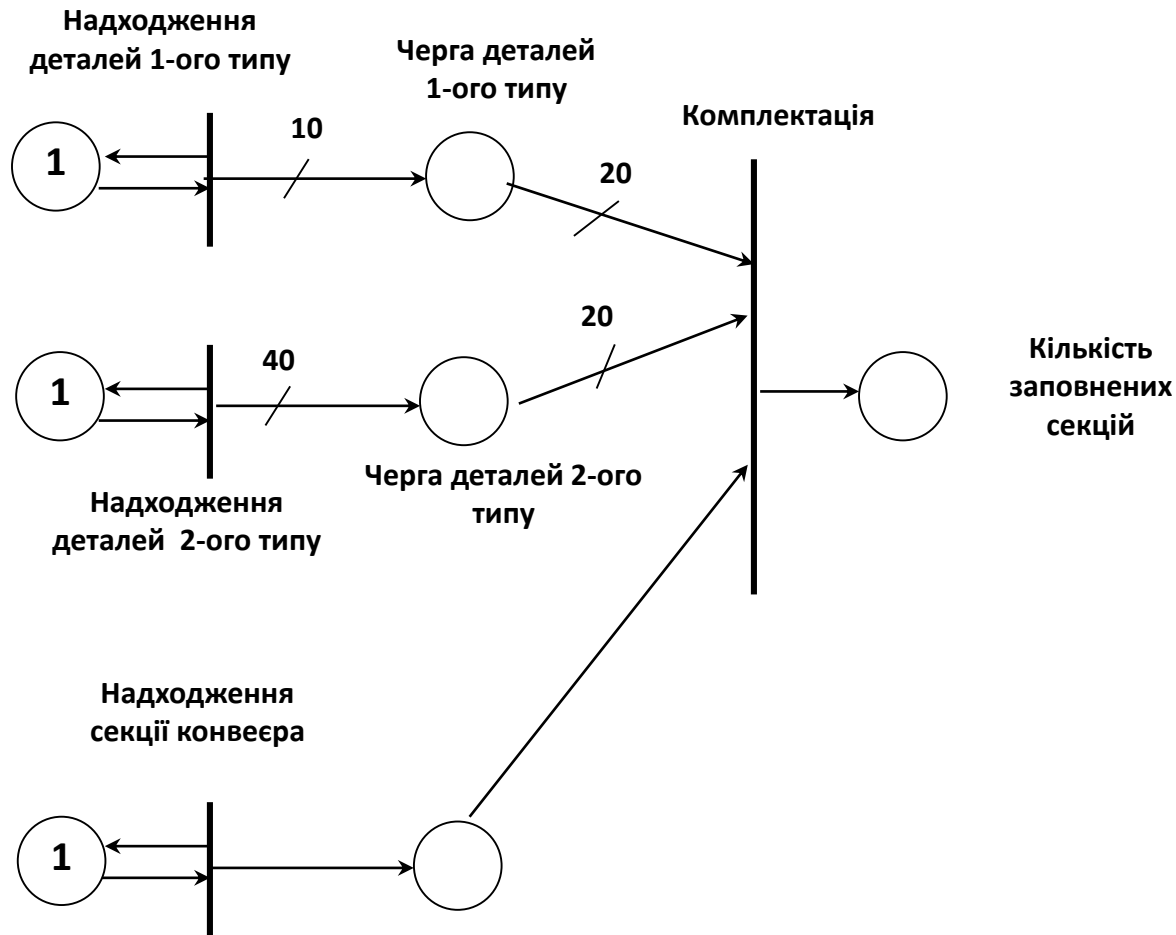 Надходження
деталей 1-ого типу
Черга деталей
1-ого типу
Комплектація
1
10
20
1
40
20
Кількість
заповнених
секцій
Черга деталей 2-ого
типу
Надходження
деталей 2-ого типу
Надходження
секції конвеєра
1